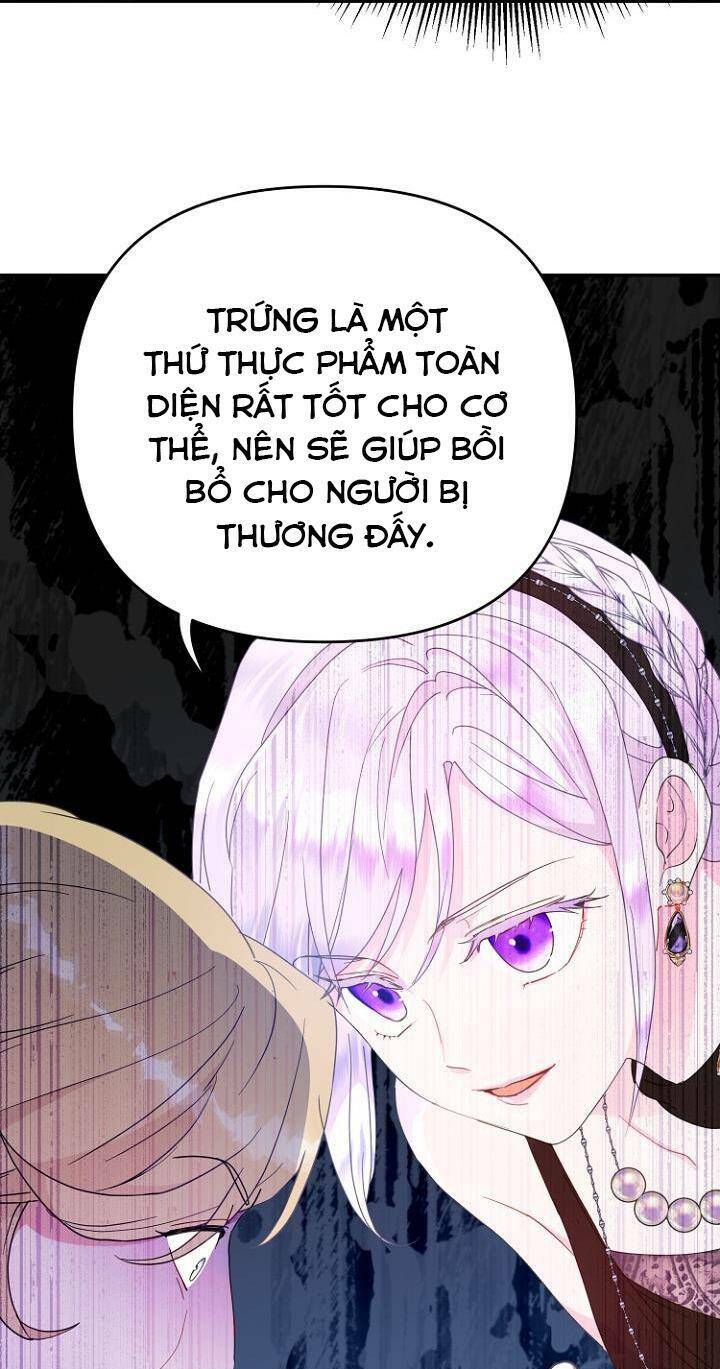 TRỨNG LÀ MỘT
THỨ THỰC PHẨM TOÀN
DIỆN RẤT TỐT CHO CƠ
THỂ, NÊN SẼ GIÚP BỒI
BỔ CHO NGƯỜI BỊ
THƯƠNG ĐẤY.